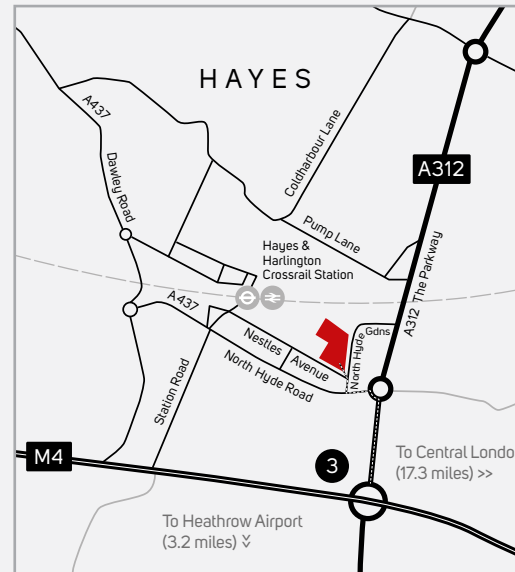 HAYES
A437
Coldharbour Lane
A312
Dawley Road
Pump Lane
Hayes &
Harlington
Crossrail Station
A437
A312 The Parkway
Nestles
Avenue
North Hyde
Gdns
North Hyde Road
Station Road
M4
3
To Central Londo
(17.3 miles) >>
To Heathrow Airport
(3.2 miles)